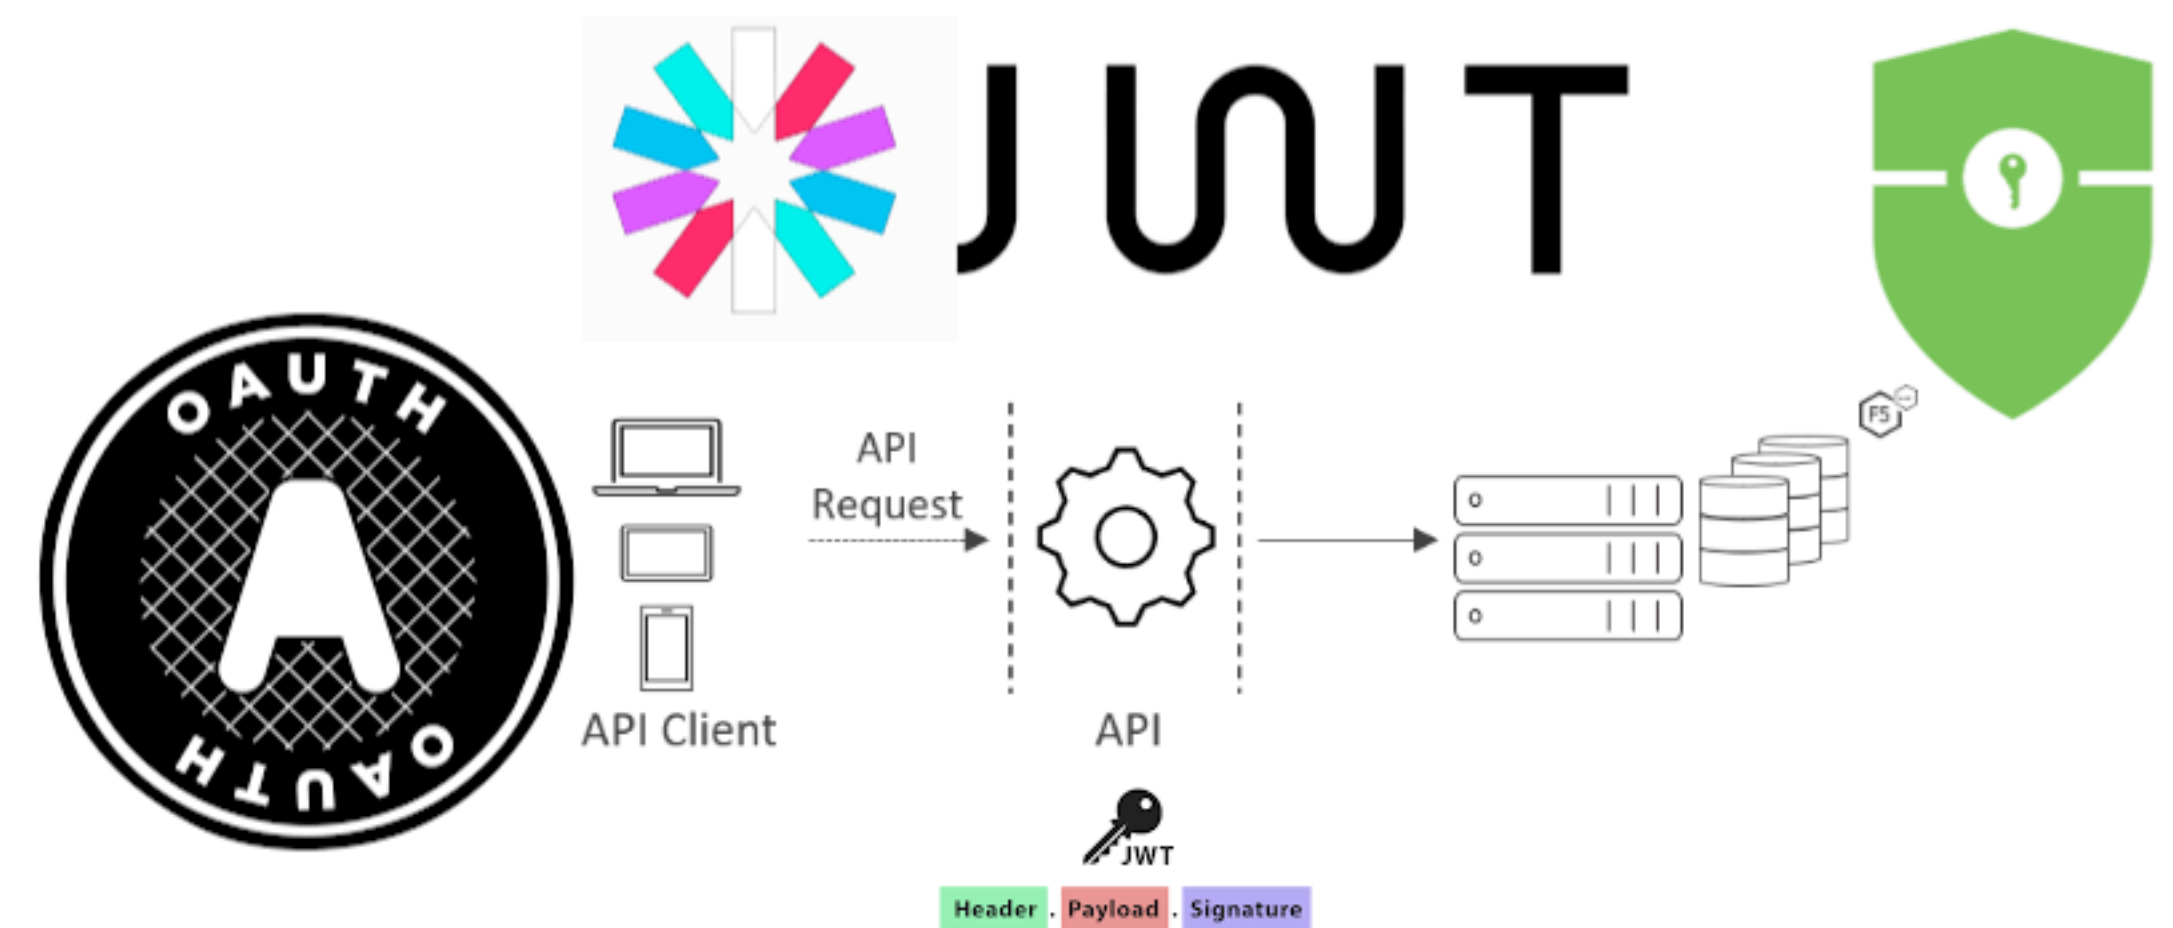 JWT
OAUTH
API
Request
F5
API Client
API
OAUTH
JWT
Header . Payload . Signature